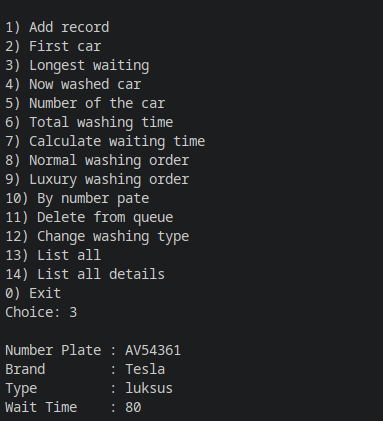 1) Add record
2) First car
3) Longest waiting
4) Now washed car
5) Number of the car
6) Total washing time
7) Calculate waiting time
8) Normal washing order
9) Luxury washing order
10) By number pate
11) Delete from queue
12) Change washing type
13) List all
14) List all details
0) Exit
Choice: 3

Number Plate : AV54361
Brand        : Tesla
Type         : luksus
Wait Time    : 80